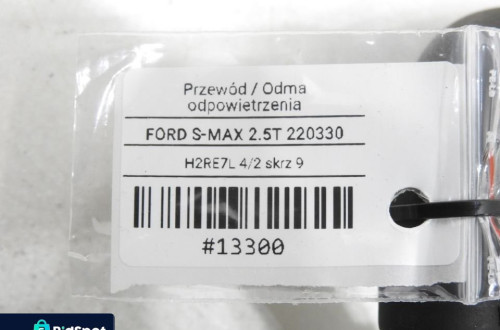 Przewód / Odma
odpowietrzenia
FORD S-MAX 2.5T 220330
H2RE7L 4/2 skrz 9
#13300